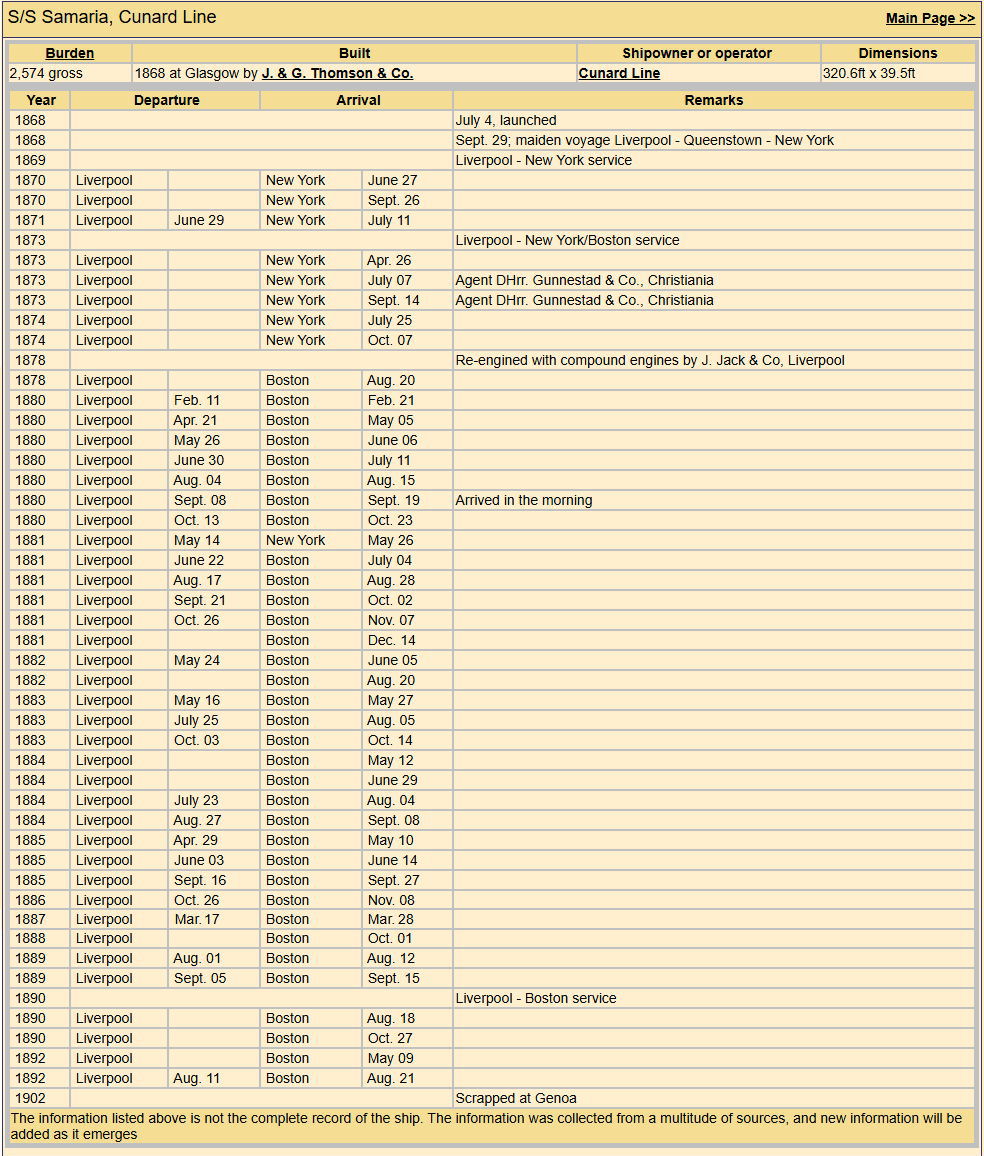 S/S Samaria, Cunard Line Main Page >>
Burden Built Shipowner or operator Dimensions
2,574 gross 1868 at Glasgow by J. & G. Thomson & Co. Cunard Line 320.6ft x 39.5ft
Year Departure Arrival Remarks
1868 July 4, launched
1868 Sept. 29; maiden voyage Liverpool - Queenstown - New York
1869 Liverpool - New York service
1870 Liverpool New York June 27
1870 Liverpool New York Sept. 26
1871 Liverpool June 29 New York July 11
1873 Liverpool - New York/Boston service
1873 Liverpool New York Apr. 26
1873 Liverpool New York July 07 Agent DHrr. Gunnestad & Co., Christiania
1873 Liverpool New York Sept. 14 Agent DHrr. Gunnestad & Co., Christiania
1874 Liverpool New York July 25
1874 Liverpool New York Oct. 07
1878 Re-engined with compound engines by J. Jack & Co, Liverpool
1878 Liverpool Boston Aug. 20
1880 Liverpool Feb. 11 Boston Feb. 21
1880 Liverpool Apr. 21 Boston May 05
1880 Liverpool May 26 Boston June 06
1880 Liverpool June 30 Boston July 11
1880 Liverpool Aug. 04 Boston Aug. 15
1880 Liverpool Sept. 08 Boston Sept. 19 Arrived in the morning
1880 Liverpool Oct. 13 Boston Oct. 23
1881 Liverpool May 14 New York May 26
1881 Liverpool June 22 Boston July 04
1881 Liverpool Aug. 17 Boston Aug. 28
1881 Liverpool Sept. 21 Boston Oct. 02
1881 Liverpool Oct. 26 Boston Nov. 07
1881 Liverpool Boston Dec. 14
1882 Liverpool May 24 Boston June 05
1882 Liverpool Boston Aug. 20
1883 Liverpool May 16 Boston May 27
1883 Liverpool July 25 Boston Aug. 05
1883 Liverpool Oct. 03 Boston Oct. 14
1884 Liverpool Boston May 12
1884 Liverpool Boston June 29
1884 Liverpool July 23 Boston Aug. 04
1884 Liverpool Aug. 27 Boston Sept. 08
1885 Liverpool Apr. 29 Boston May 10
1885 Liverpool June 03 Boston June 14
1885 Liverpool Sept. 16 Boston Sept. 27
1886 Liverpool Oct. 26 Boston Nov. 08
1887 Liverpool Mar. 17 Boston Mar. 28
1888 Liverpool Boston Oct. 01
1889 Liverpool Aug. 01 Boston Aug. 12
1889 Liverpool Sept. 05 Boston Sept. 15
1890 Liverpool - Boston service
1890 Liverpool Boston Aug. 18
1890 Liverpool Boston Oct. 27
1892 Liverpool Boston May 09
1892 Liverpool Aug. 11 Boston Aug. 21
1902 Scrapped at Genoa
The information listed above is not the complete record of the ship. The information was collected from a multitude of sources, and new information will be
added as it emerges